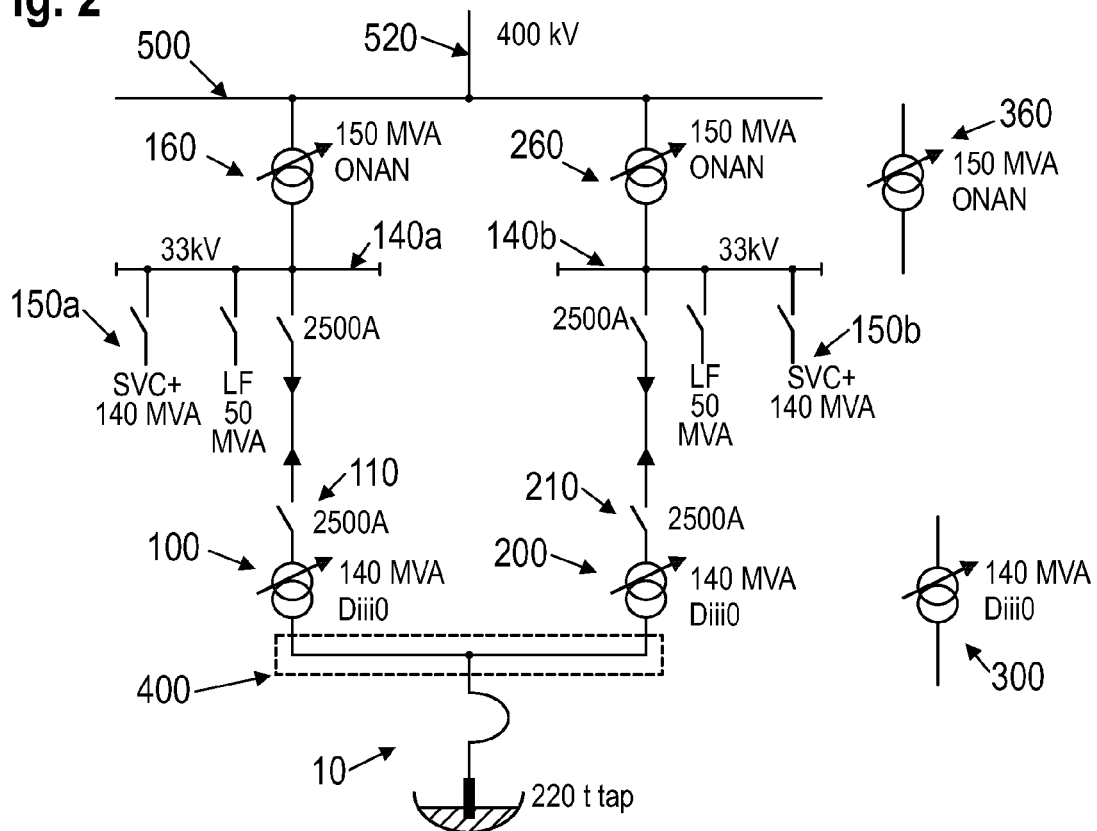 ig. 2
520
400 kV
500
160
150 MVA
ONAN
260
150 MVA
ONAN
360
150 MVA
ONAN
33kV
140a
140b
33kV
150a
2500A
2500A
150b
SVC+
140 MVA
LF
50
MVA
LF
50
MVA
SVC+
140 MVA
110
2500A
210
2500A
100
140 MVA
Diii0
200
140 MVA
Diii0
140 MVA
Diii0
300
400
10
220 t tap